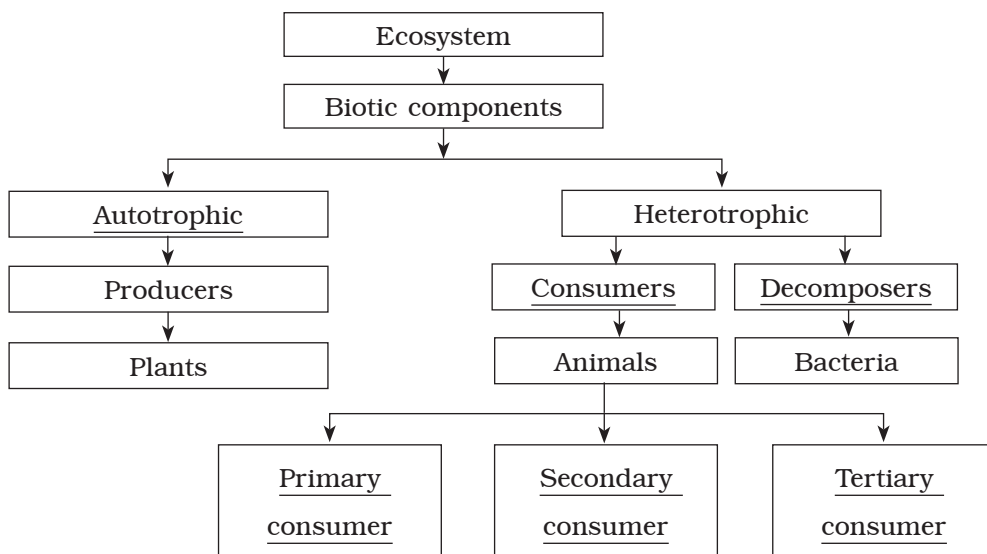 Ecosystem
Biotic components
Autotrophic
Heterotrophic
Producers
Consumers
Decomposers
Plants
Animals
Bacteria
Primary
consumer
Secondary
consumer
Tertiary
consumer